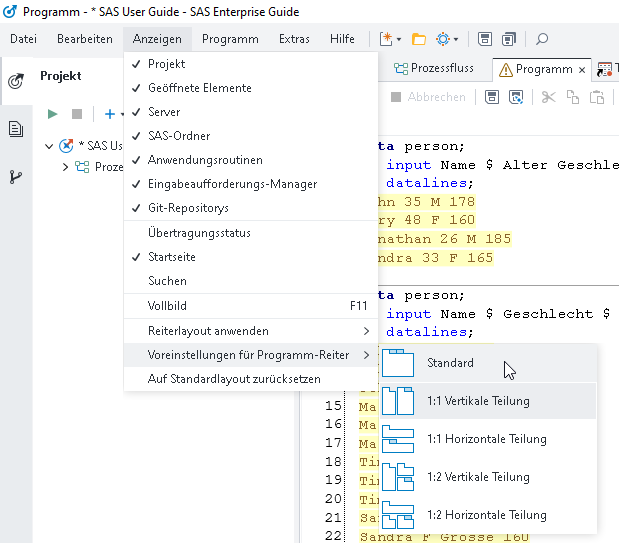 Programm - * SAS User Guide - SAS Enterprise Guide
Datei Bearbeiten Anzeigen Programm Extras Hilfe
Projekt
Prozessfluss Programm
Abbrechen
* SAS Us
Proze
Projekt
Geöffnete Elemente
Server
SAS-Ordner
Anwendungsroutinen
Eingabeaufforderungs-Manager
Git-Repositorys
Übertragungsstatus
Startseite
Suchen
Vollbild F11
Reiterlayout anwenden
Voreinstellungen für Programm-Reiter
Auf Standardlayout zurücksetzen
Standard
1:1 Vertikale Teilung
1:1 Horizontale Teilung
1:2 Vertikale Teilung
1:2 Horizontale Teilung
ta person;
input Name $ Alter Geschle
datalines;
hn 35 M 178
ry 48 F 160
nathan 26 M 185
ndra 33 F 165
ta person;
input Name $ Geschlecht $
datalines;
15 Ma
16 Ma
17 Ma
18 Tir
19 Tir
20 Tir
21 Sa
22 Sandra F Grosse 160